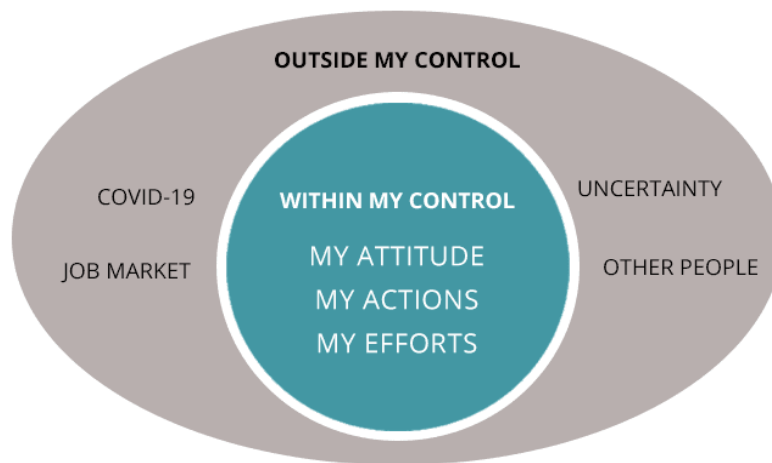 OUTSIDE MY CONTROL
COVID-19
JOB MARKET
WITHIN MY CONTROL
MY ATTITUDE
MY ACTIONS
MY EFFORTS
UNCERTAINTY
OTHER PEOPLE